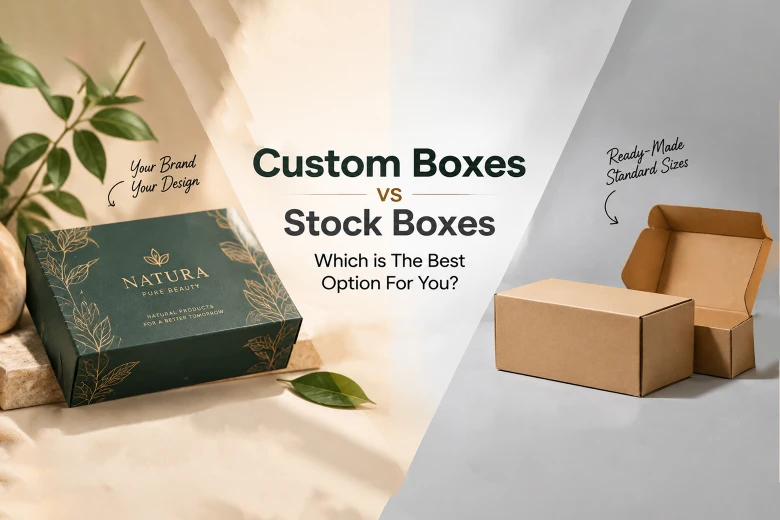 Custom Boxes
VS
Stock Boxes
Which is The Best
Option For You?
Your Brand
Your Design
NATURA
PURE BEAUTY
NATURAL PRODUCTS
FOR A BETTER TOMORROW
Ready-Made
Standard Sizes